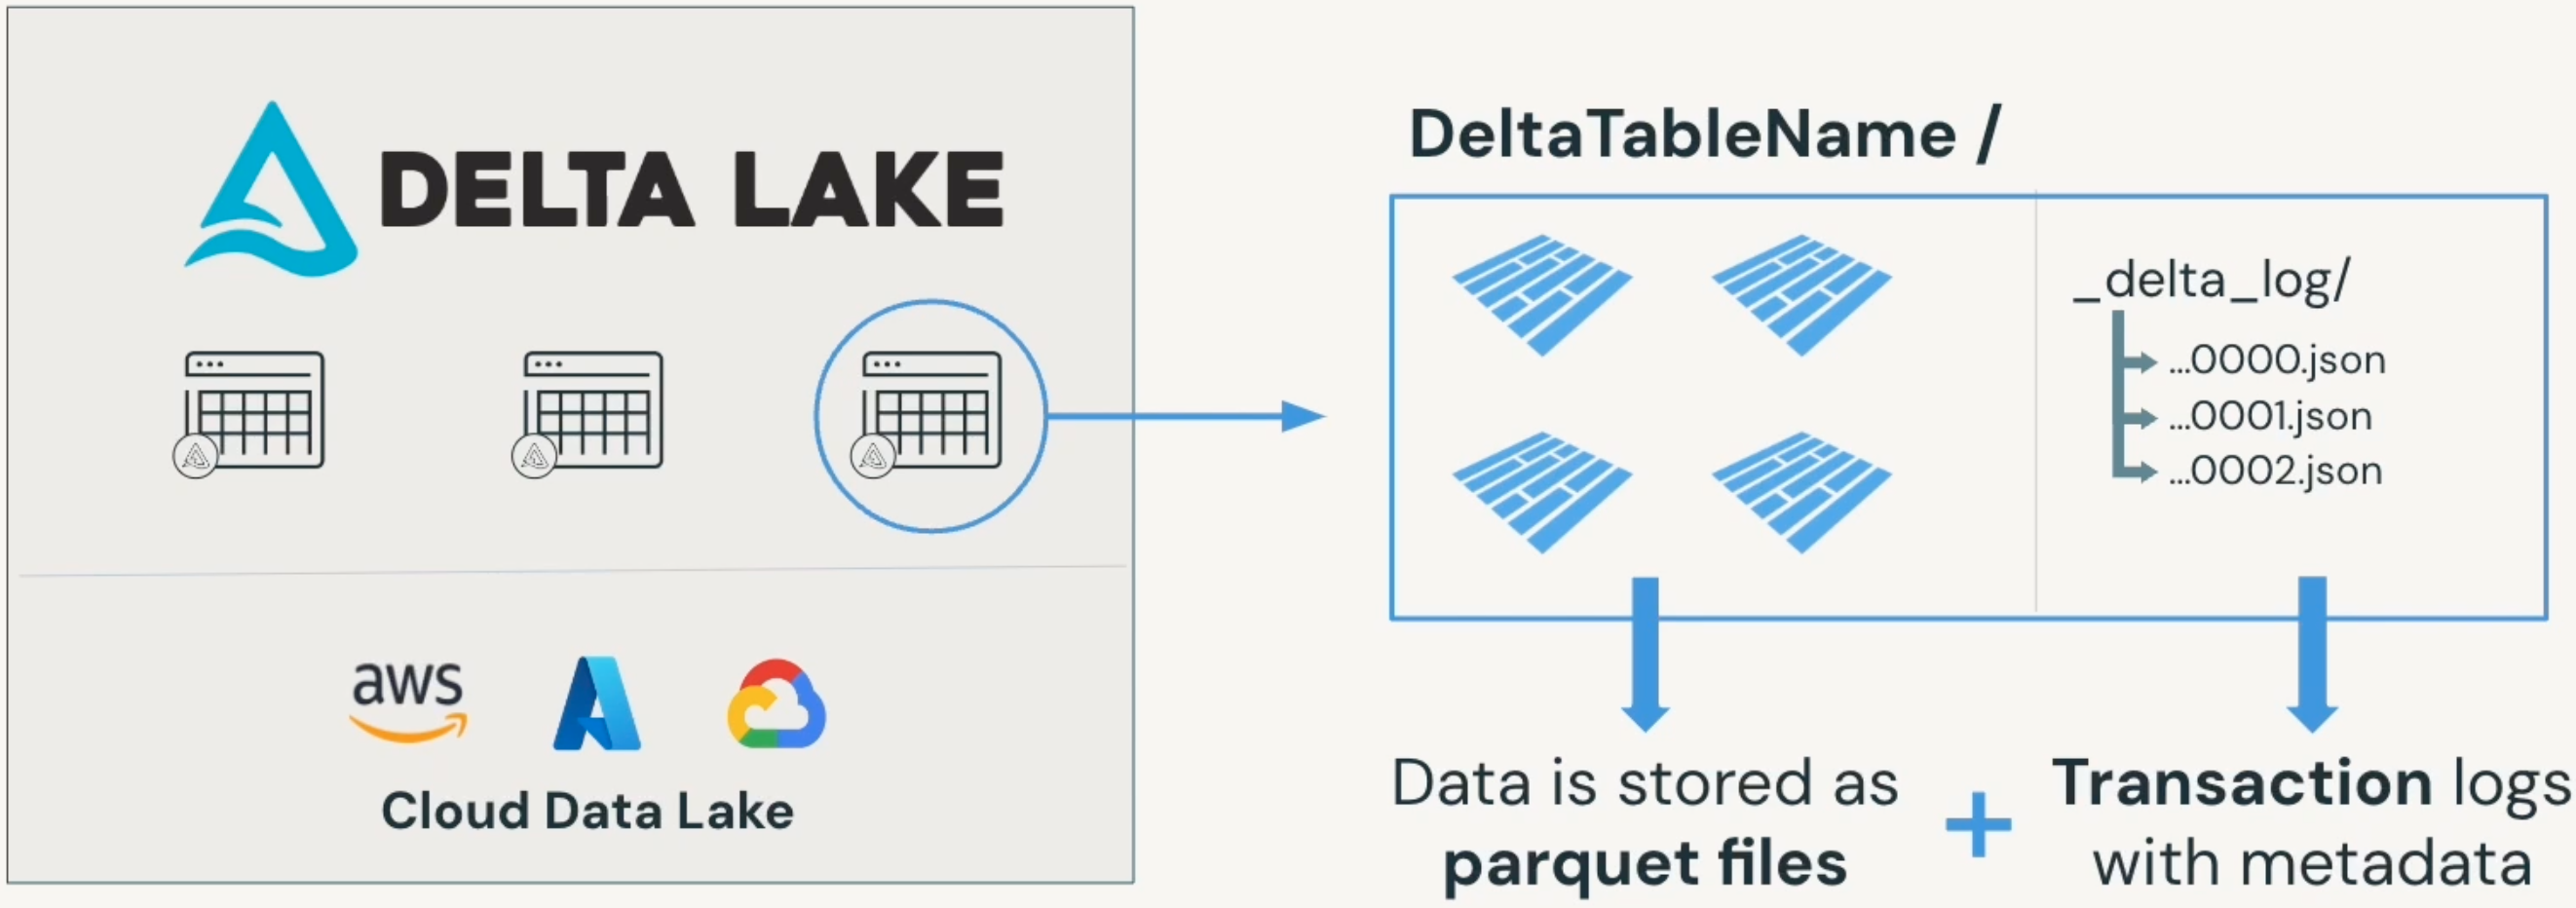 DELTA LAKE
aws
Cloud Data Lake
DeltaTableName /
_delta_log/
...0000.json
...0001.json
...0002.json
Data is stored as
parquet files
+
Transaction logs
with metadata